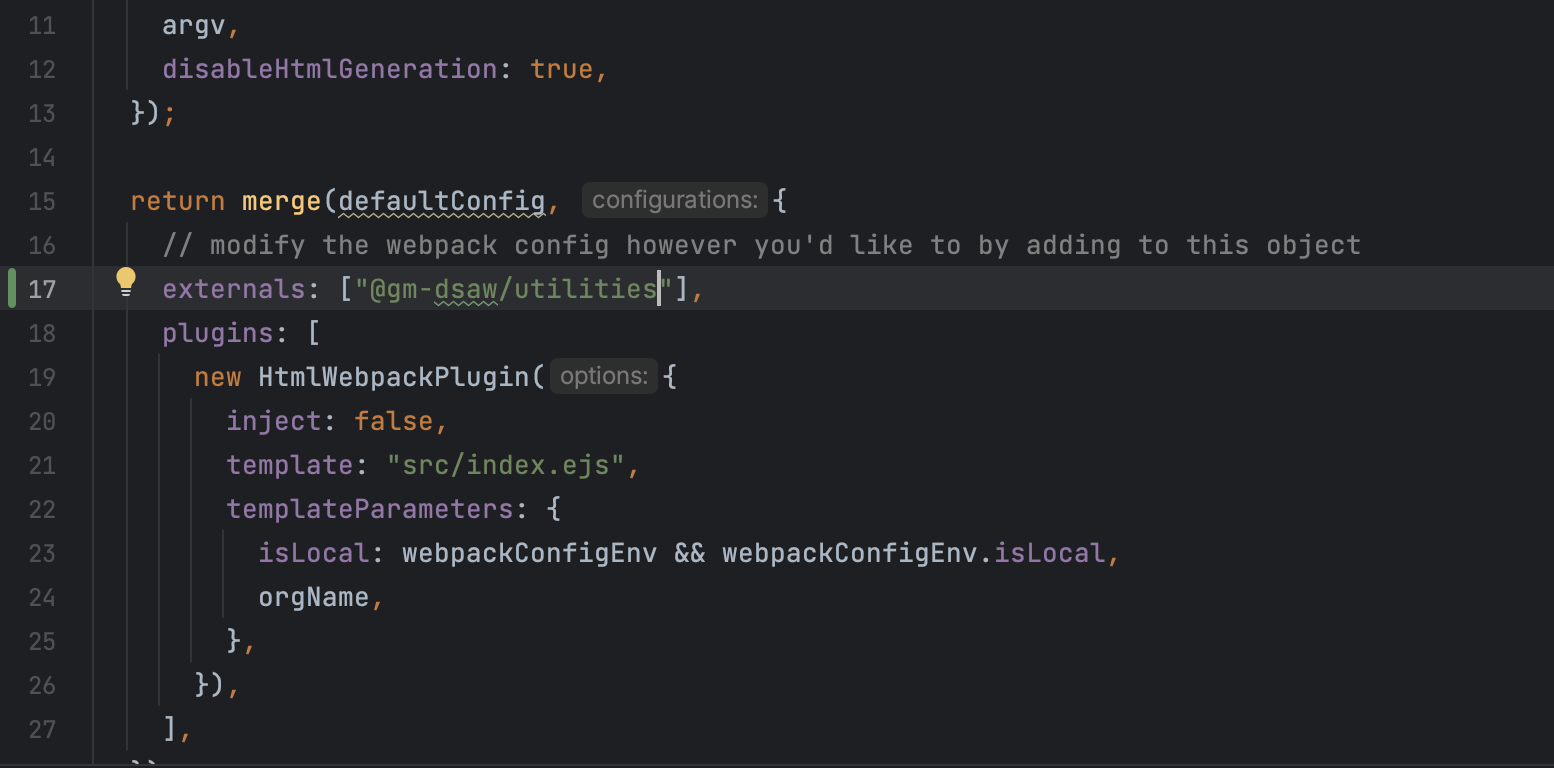 11 argv,
12 disableHtmlGeneration: true,
13 });
14
15 return merge(defaultConfig, configurations: {
16 // modify the webpack config however you'd like to by adding to this object
17 externals: ["@gm-dsaw/utilities"],
18 plugins: [
19 new HtmlWebpackPlugin( options: {
20 inject: false,
21 template: "src/index.ejs",
22 templateParameters: {
23 isLocal: webpackConfigEnv && webpackConfigEnv.isLocal,
24 orgName,
25 },
26 }),
27 ],